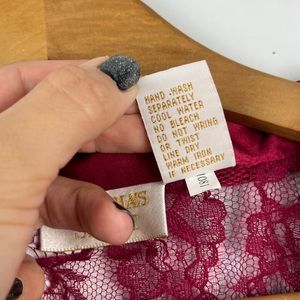 HAND WASH
SEPARATELY
COOL WATER
NO BLEACH
DO NOT WRING
OR TWIST
LINE DRY
WARM IRON
IF NECESSARY